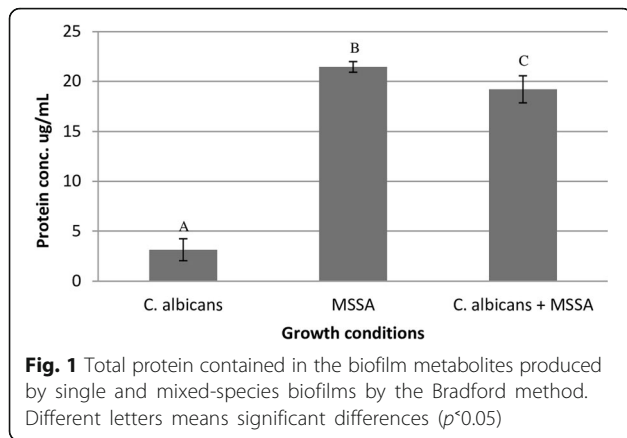 25
20
15
10
5
0
Protein conc. ug/mL
A
B
C
C. albicans
MSSA
C. albicans + MSSA
Growth conditions
Fig. 1 Total protein contained in the biofilm metabolites produced
by single and mixed-species biofilms by the Bradford method.
Different letters means significant differences (p˂0.05)